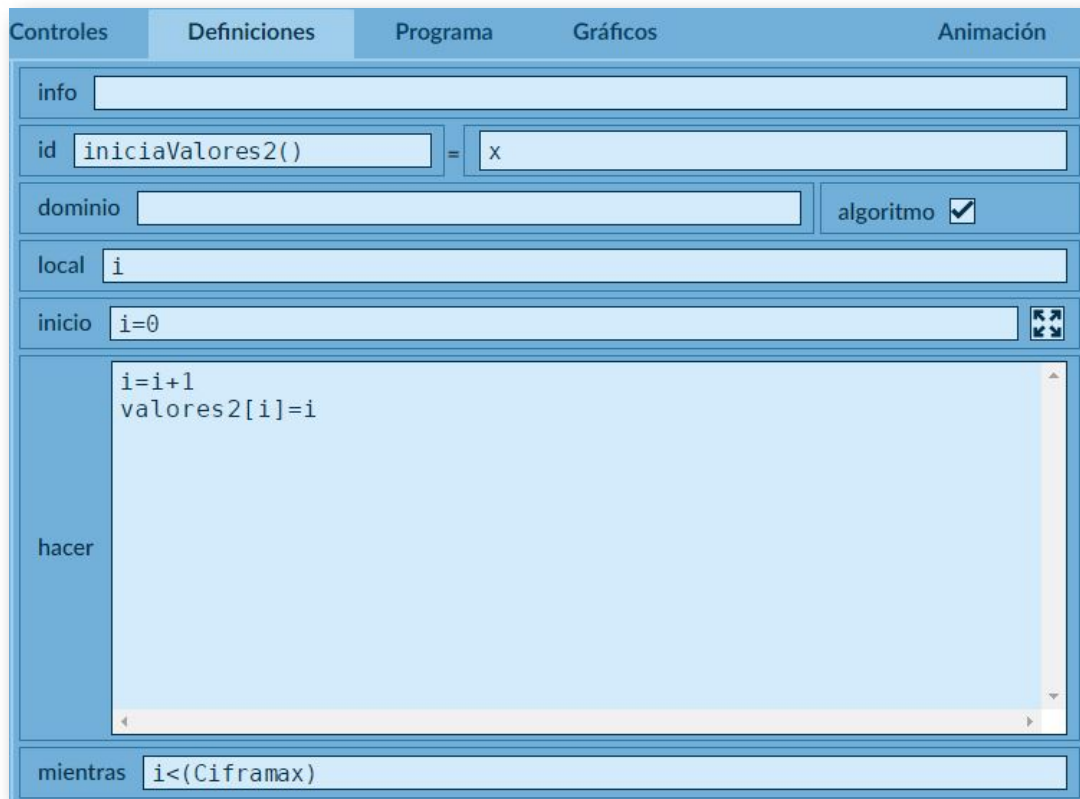 Controles Definiciones Programa Gráficos Animación
info
id iniciaValores2() = x
dominio algoritmo
local i
inicio i=0
i=i+1
valores2[i]=i
hacer
mientras i<(Ciframax)